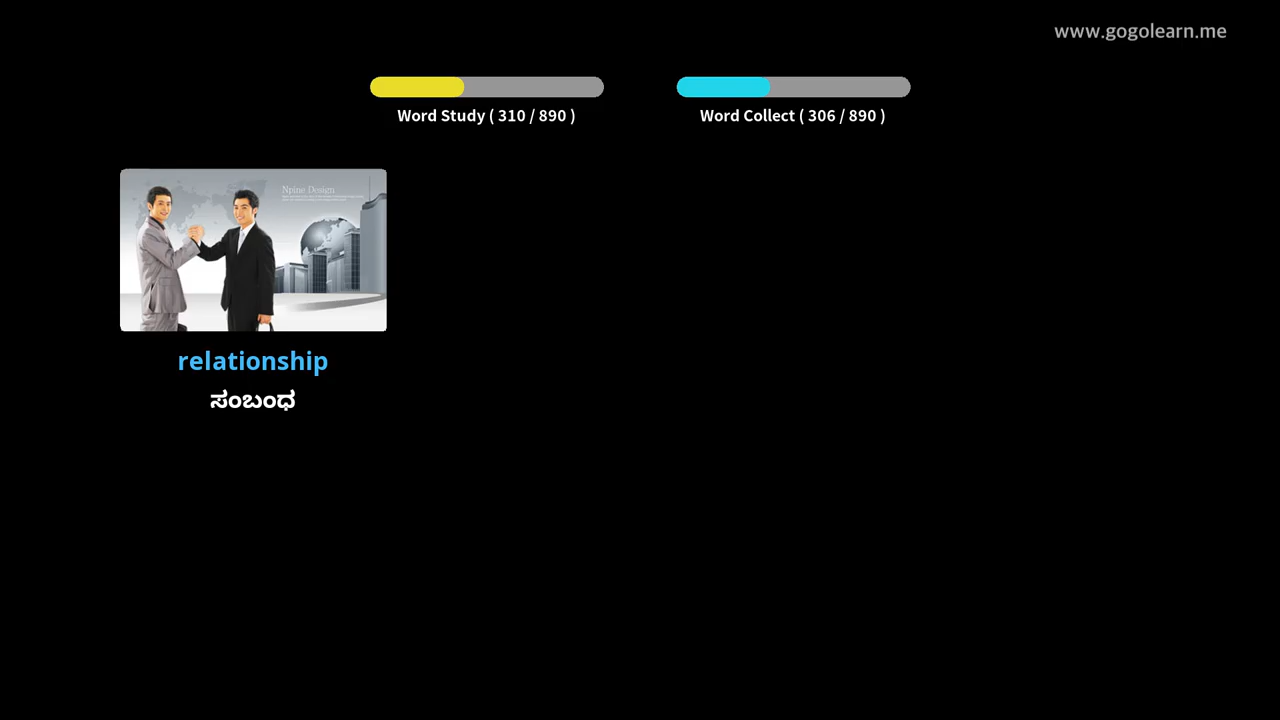 www.gogolearn.me
Word Study ( 310 / 890 )
Word Collect ( 306 / 890 )
Npine Design
relationship
ಸಂಬಂಧ